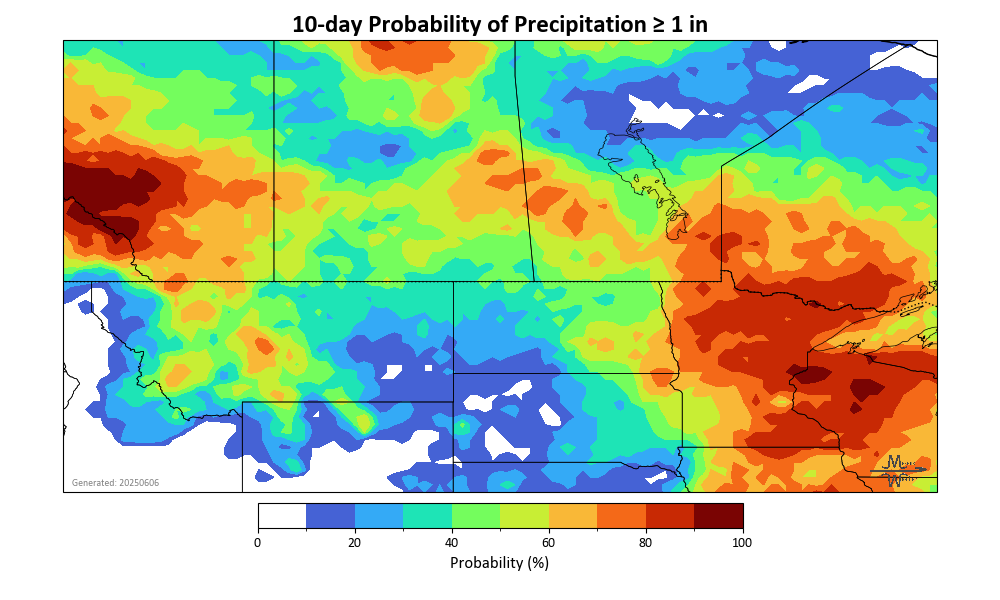 10-day Probability of Precipitation ≥ 1 in
Generated: 20250606
0 20 40 60 80 100
Probability (%)